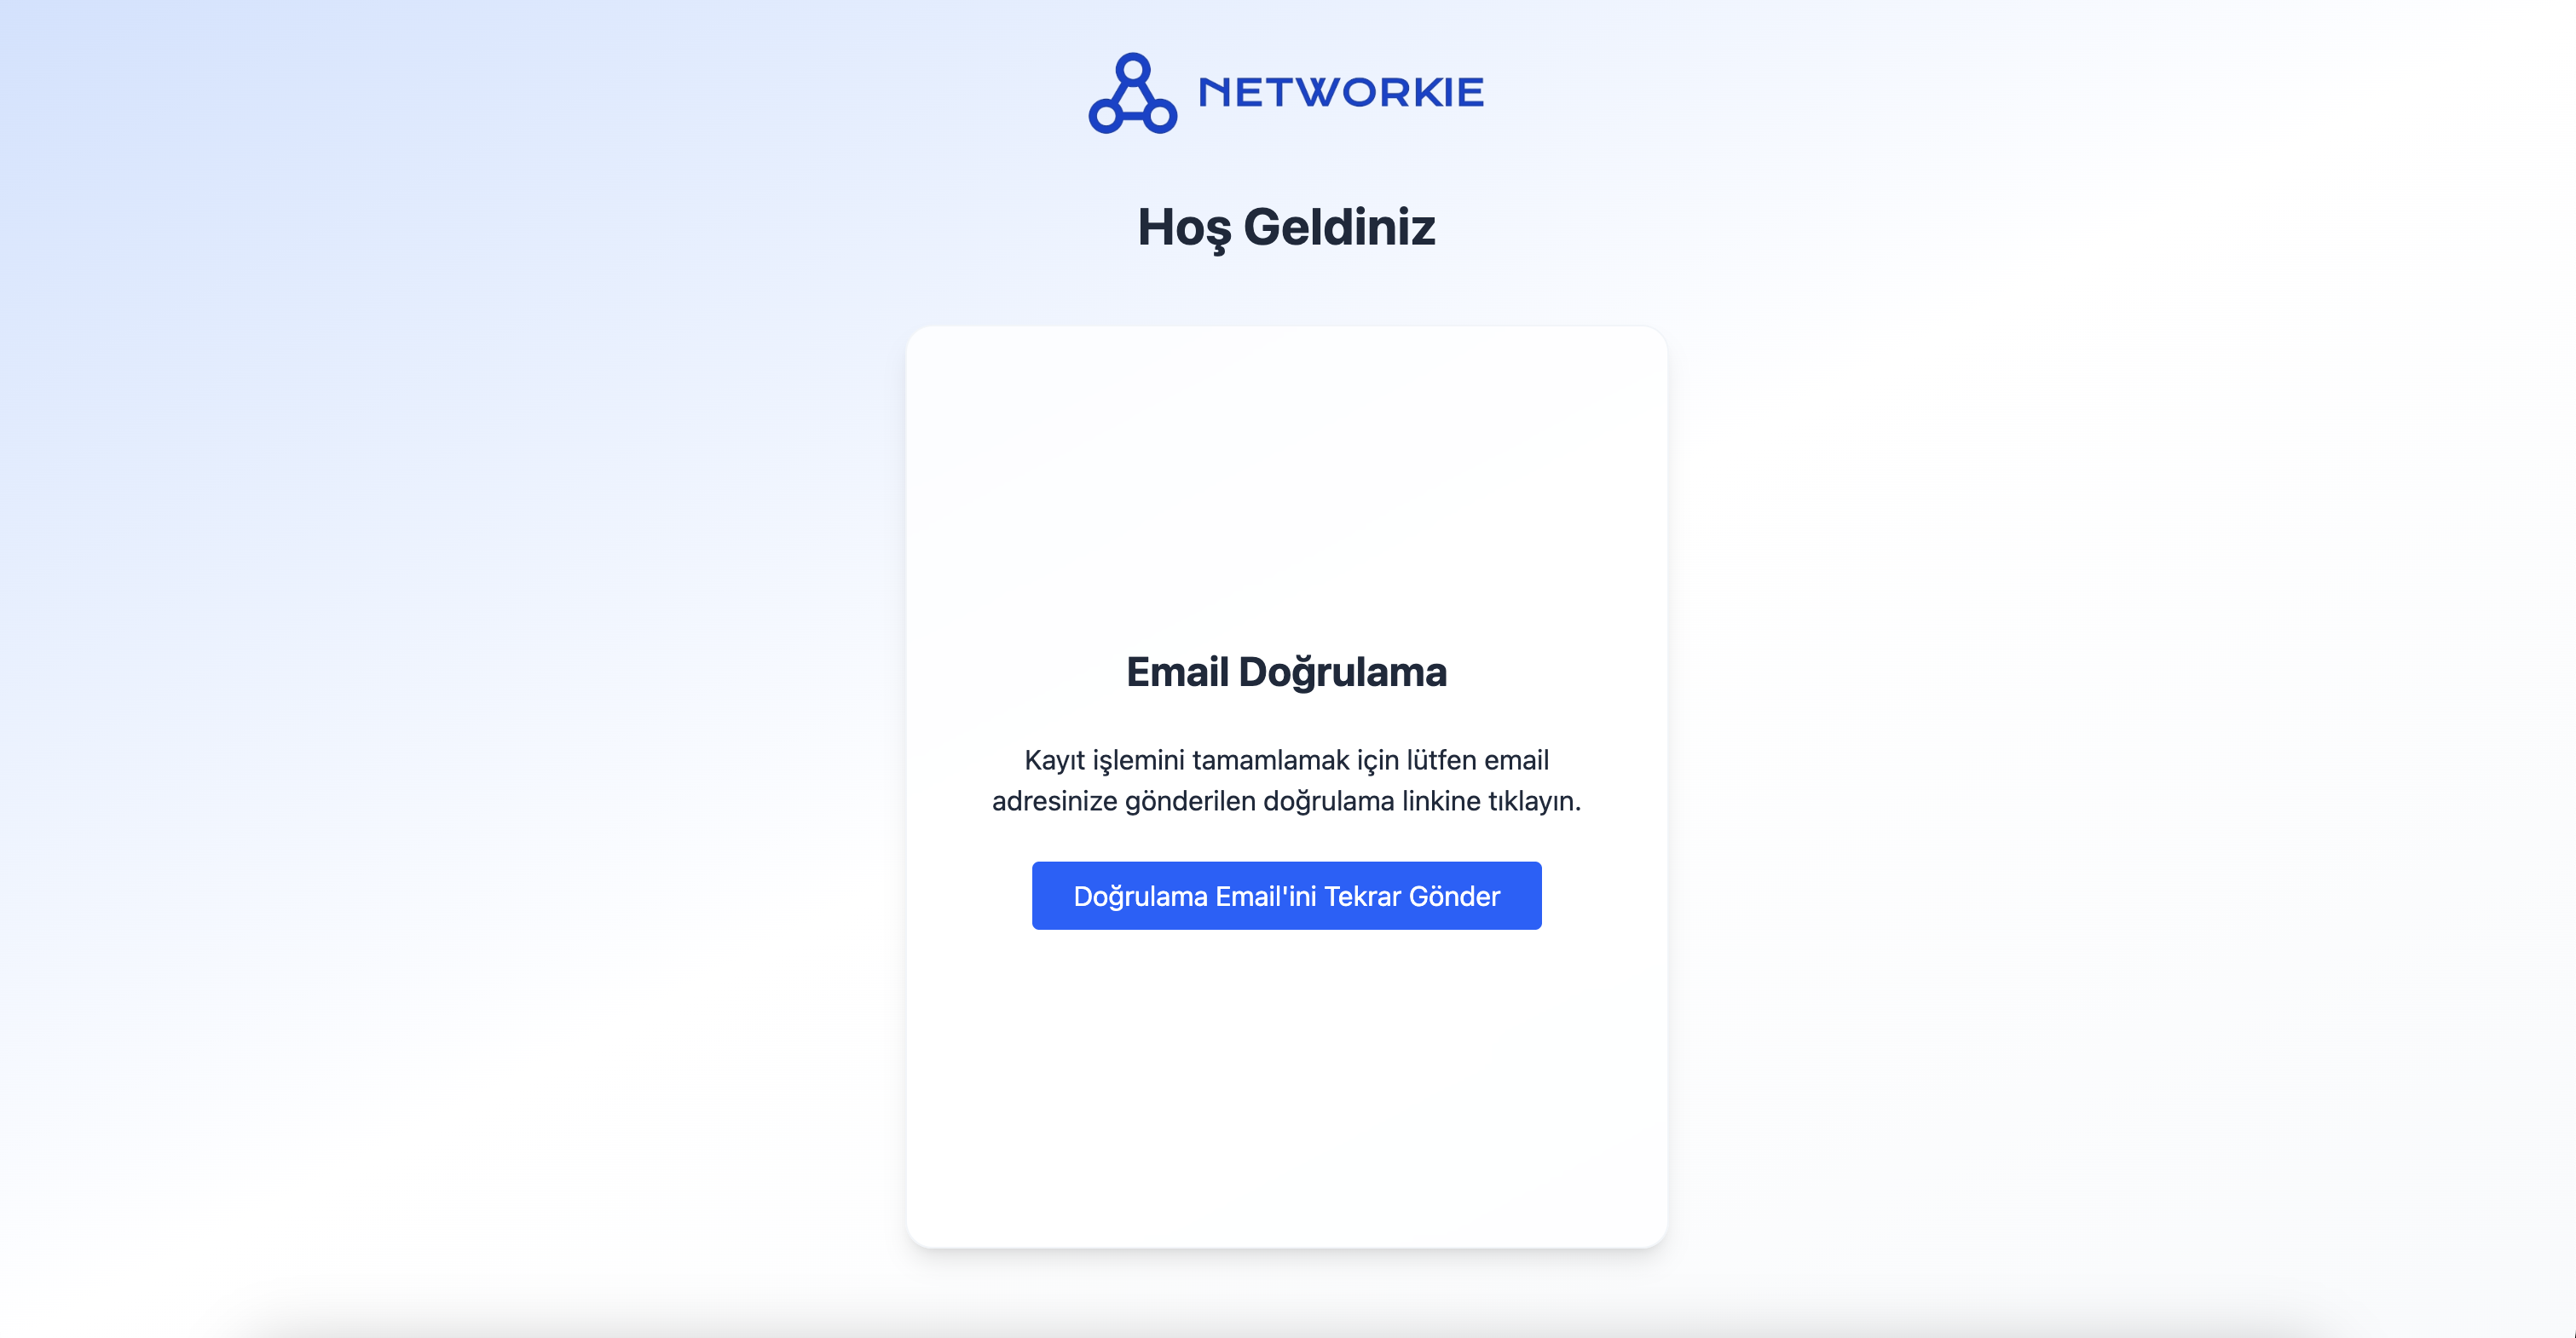 NETWORKIE
Hoş Geldiniz
Email Doğrulama
Kayıt işlemini tamamlamak için lütfen email
adresinize gönderilen doğrulama linkine tıklayın.
Doğrulama Email'ini Tekrar Gönder